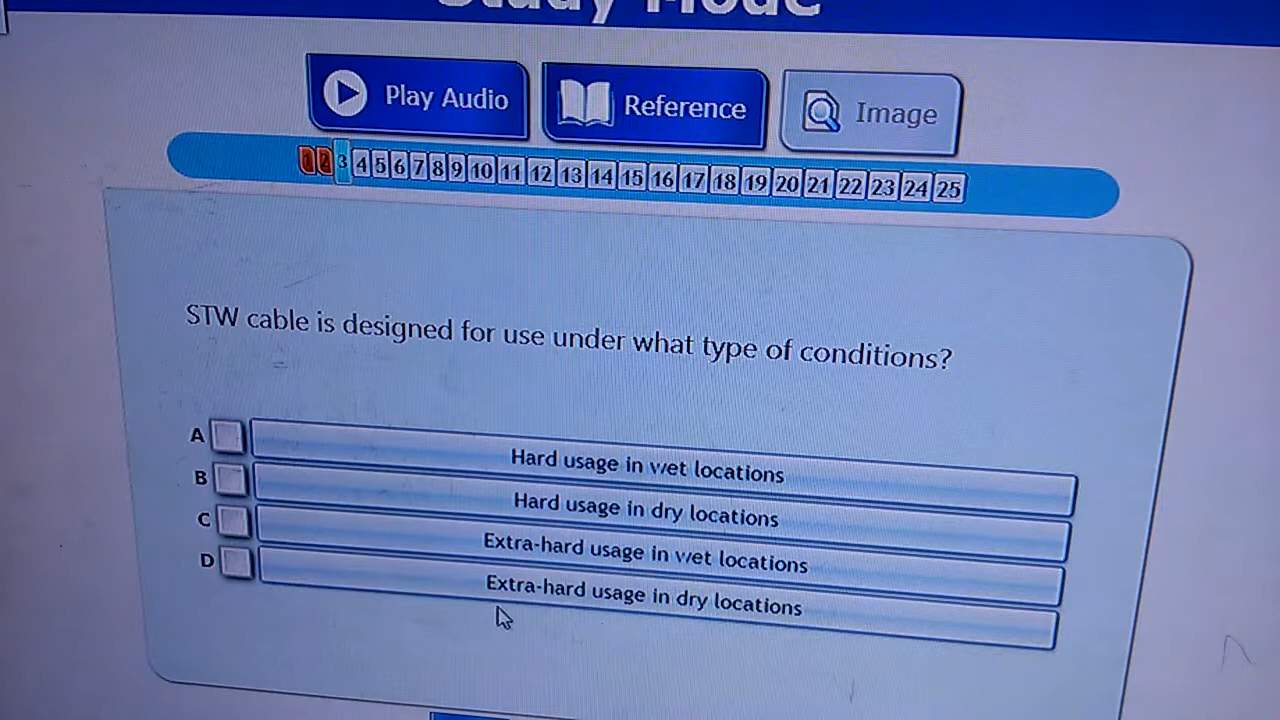 Study Mode
Play Audio
Reference
Image
1 2 3 4 5 6 7 8 9 10 11 12 13 14 15 16 17 18 19 20 21 22 23 24 25
STW cable is designed for use under what type of conditions?
A Hard usage in wet locations
B Hard usage in dry locations
C Extra-hard usage in wet locations
D Extra-hard usage in dry locations